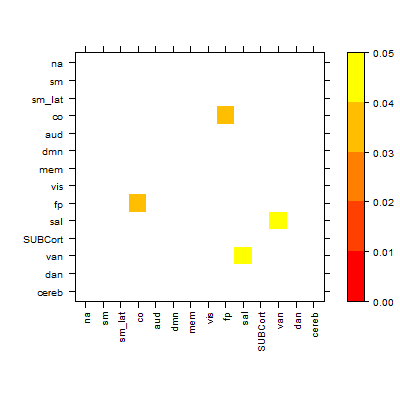 na
sm
sm_lat
co
aud
dmn
mem
vis
fp
sal
SUBCort
van
dan
cereb
na
sm
sm_lat
co
aud
dmn
mem
vis
fp
sal
SUBCort
van
dan
cereb
0.05
0.04
0.03
0.01
0.00